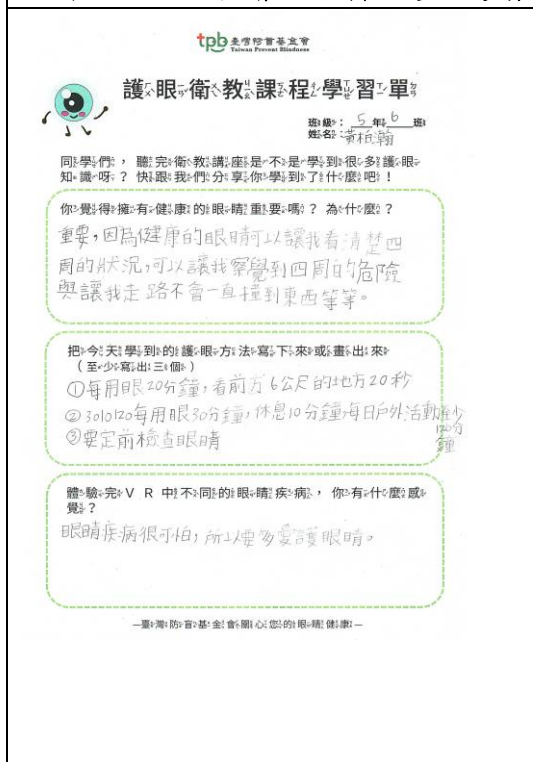 tpb 臺灣防盲基金會
Taiwan Prevent Blindness
護眼衛教課程學習單
班級：5年6班
姓名：黃柏瀚
同學們，聽完衛教講座是不是學到很多護眼
知識呀？快跟我們分享你學到了什麼吧！
你覺得擁有健康的眼睛重要嗎？為什麼？
重要，因為健康的眼睛可以讓我看清楚四
周的狀況，可以讓我察覺到四周的危險
與讓我走路不會一直撞到東西等等。
把今天學到的護眼方法寫下來或畫出來
（至少寫出三個）
①每用眼20分鐘，看前方6公尺的地方20秒
②3010120每用眼30分鐘，休息10分鐘每日戶外活動至少
120分
鐘
③要定前檢查眼睛
體驗完VR中不同的眼睛疾病，你有什麼感
覺？
眼睛疾病很可怕，所以要多愛護眼睛。
—臺灣防盲基金會關心您的眼睛健康—